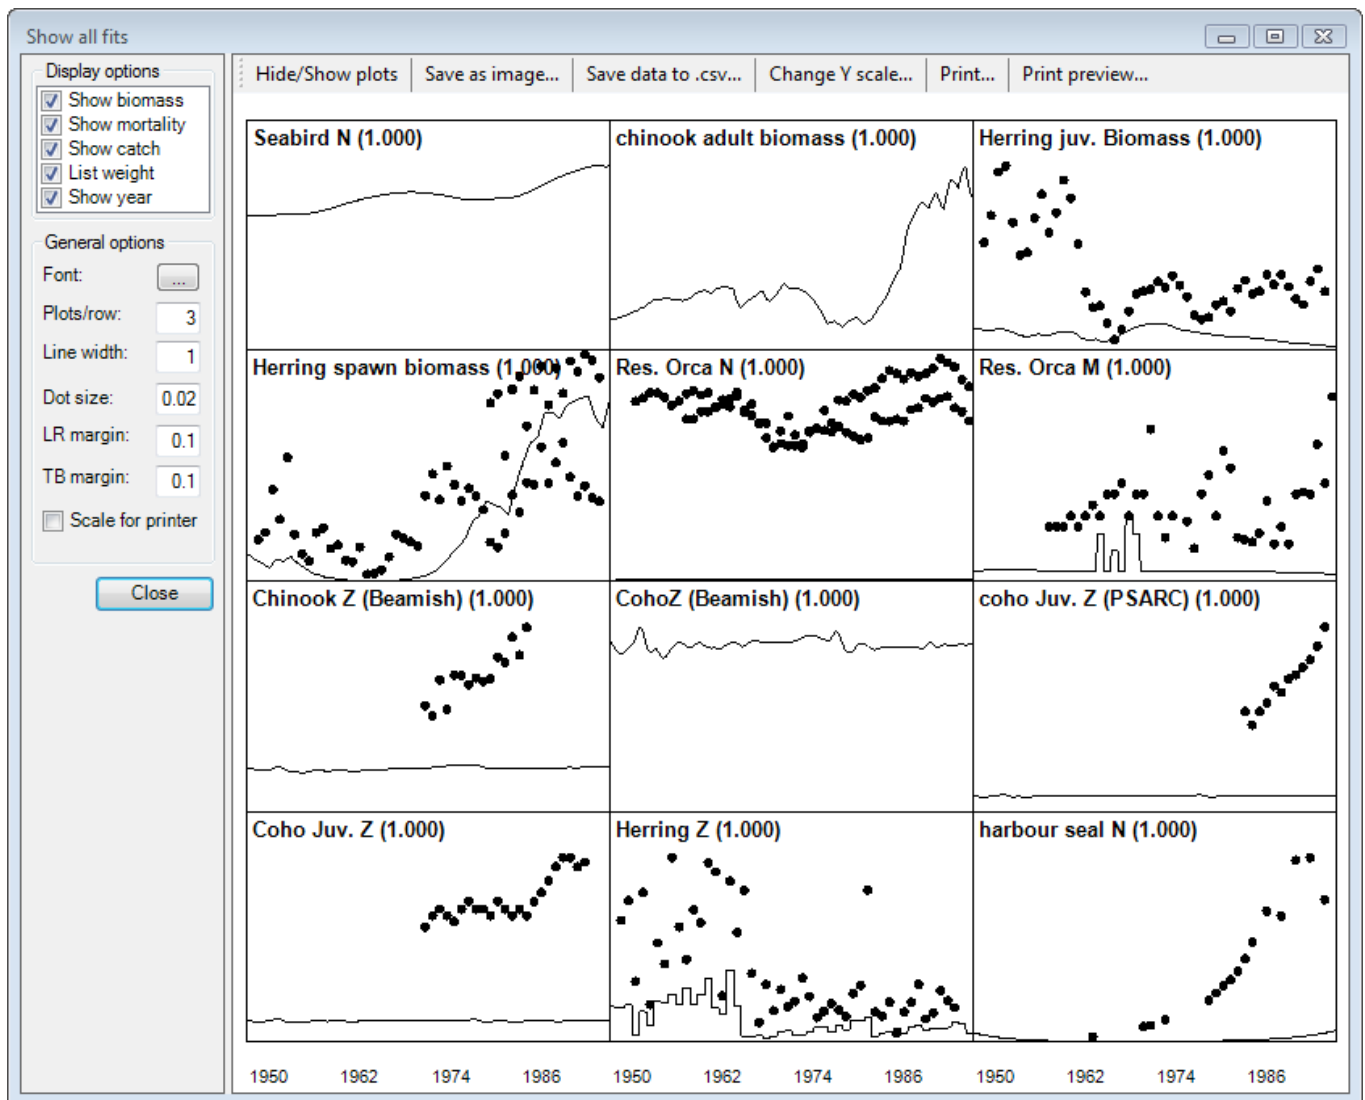 Show all fits
Display options
Show biomass
Show mortality
Show catch
List weight
Show year
General options
Font:
...
Plots/row:
3
Line width:
1
Dot size:
0.02
LR margin:
0.1
TB margin:
0.1
Scale for printer
Close
Hide/Show plots
Save as image...
Save data to .csv...
Change Y scale...
Print...
Print preview...
Seabird N (1.000)
chinook adult biomass (1.000)
Herring juv. Biomass (1.000)
Herring spawn biomass (1.000)
Res. Orca N (1.000)
Res. Orca M (1.000)
Chinook Z (Beamish) (1.000)
CohoZ (Beamish) (1.000)
coho Juv. Z (PSARC) (1.000)
Coho Juv. Z (1.000)
Herring Z (1.000)
harbour seal N (1.000)
1950 1962 1974 1986 1950 1962 1974 1986 1950 1962 1974 1986